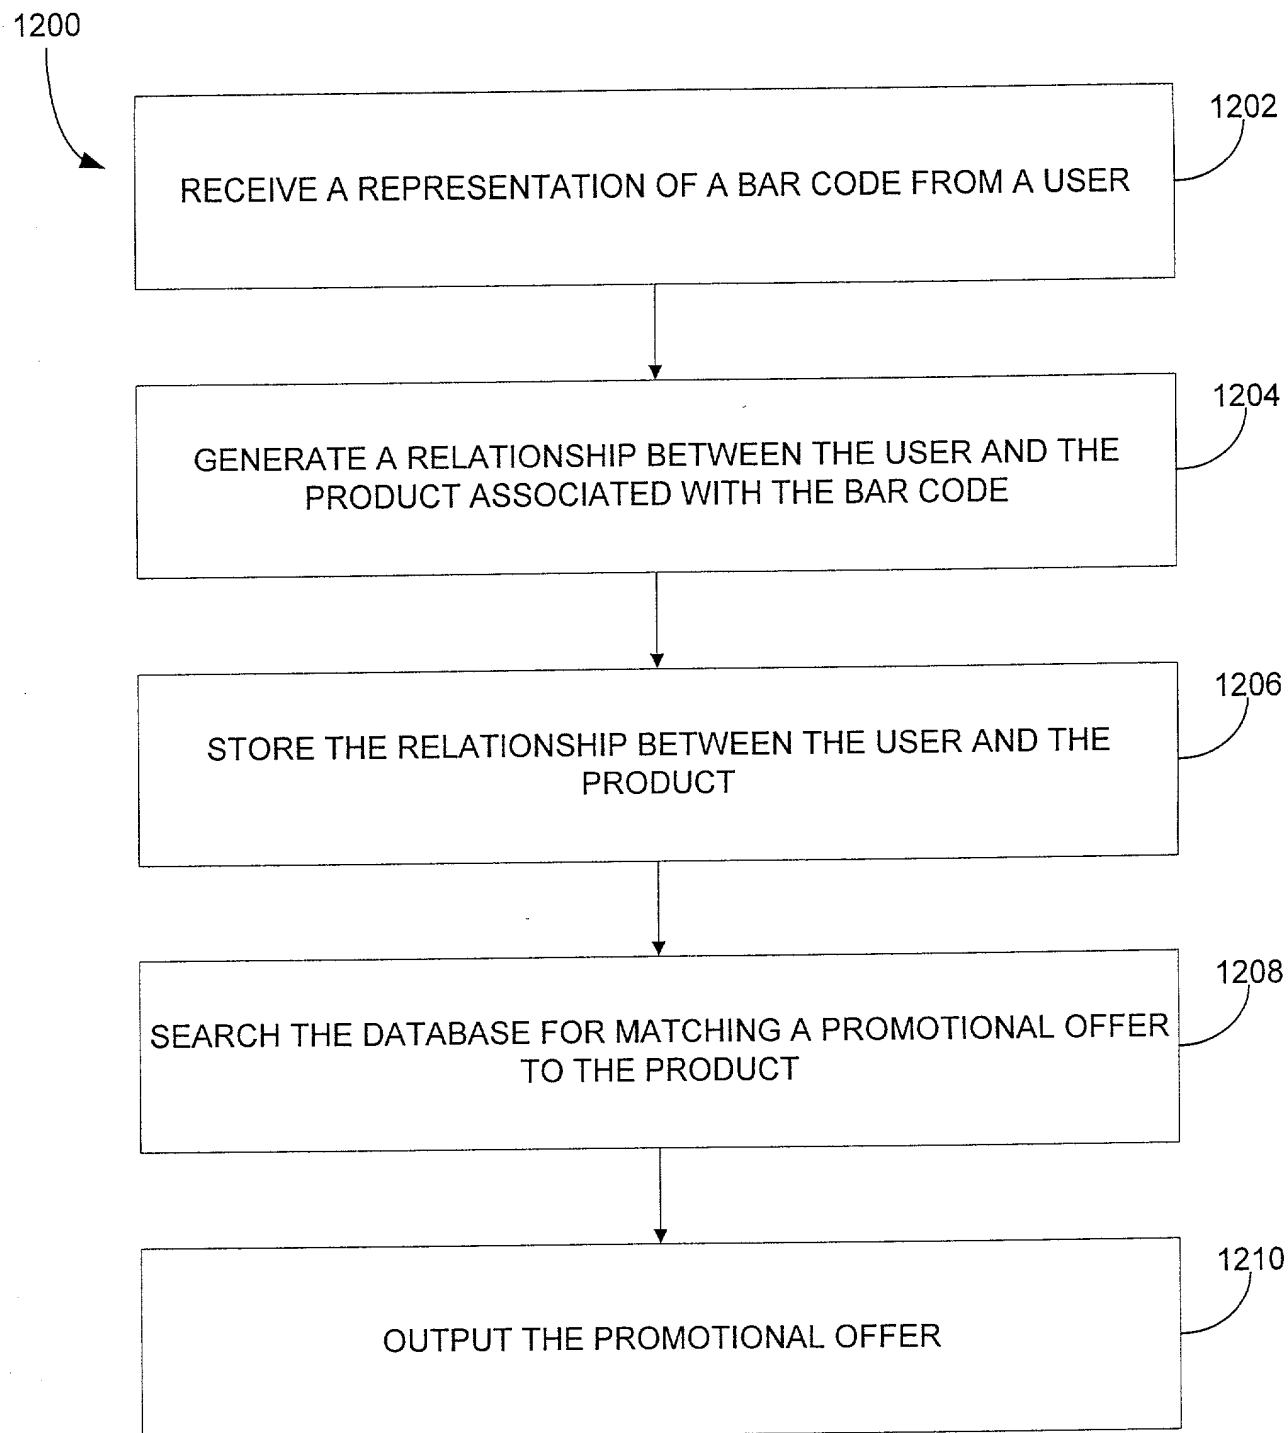 1200
1202
RECEIVE A REPRESENTATION OF A BAR CODE FROM A USER
1204
GENERATE A RELATIONSHIP BETWEEN THE USER AND THE
PRODUCT ASSOCIATED WITH THE BAR CODE
1206
STORE THE RELATIONSHIP BETWEEN THE USER AND THE
PRODUCT
1208
SEARCH THE DATABASE FOR MATCHING A PROMOTIONAL OFFER
TO THE PRODUCT
1210
OUTPUT THE PROMOTIONAL OFFER